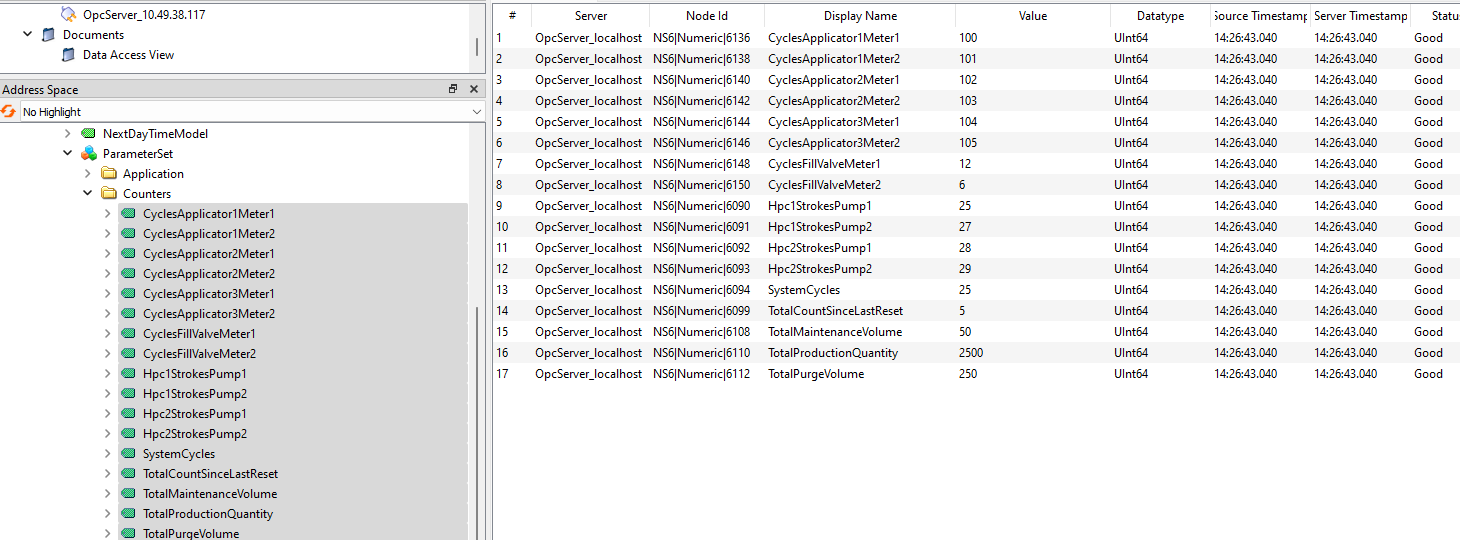 OpcServer_10.49.38.117
Documents
Data Access View
Address Space
No Highlight
NextDayTimeModel
ParameterSet
Application
Counters
CyclesApplicator1Meter1
CyclesApplicator1Meter2
CyclesApplicator2Meter1
CyclesApplicator2Meter2
CyclesApplicator3Meter1
CyclesApplicator3Meter2
CyclesFillValveMeter1
CyclesFillValveMeter2
Hpc1StrokesPump1
Hpc1StrokesPump2
Hpc2StrokesPump1
Hpc2StrokesPump2
SystemCycles
TotalCountSinceLastReset
TotalMaintenanceVolume
TotalProductionQuantity
TotalPurgeVolume
# Server Node Id Display Name Value Datatype Source Timestamp Server Timestamp Status
1 OpcServer_localhost NS6|Numeric|6136 CyclesApplicator1Meter1 100 UInt64 14:26:43.040 14:26:43.040 Good
2 OpcServer_localhost NS6|Numeric|6138 CyclesApplicator1Meter2 101 UInt64 14:26:43.040 14:26:43.040 Good
3 OpcServer_localhost NS6|Numeric|6140 CyclesApplicator2Meter1 102 UInt64 14:26:43.040 14:26:43.040 Good
4 OpcServer_localhost NS6|Numeric|6142 CyclesApplicator2Meter2 103 UInt64 14:26:43.040 14:26:43.040 Good
5 OpcServer_localhost NS6|Numeric|6144 CyclesApplicator3Meter1 104 UInt64 14:26:43.040 14:26:43.040 Good
6 OpcServer_localhost NS6|Numeric|6146 CyclesApplicator3Meter2 105 UInt64 14:26:43.040 14:26:43.040 Good
7 OpcServer_localhost NS6|Numeric|6148 CyclesFillValveMeter1 12 UInt64 14:26:43.040 14:26:43.040 Good
8 OpcServer_localhost NS6|Numeric|6150 CyclesFillValveMeter2 6 UInt64 14:26:43.040 14:26:43.040 Good
9 OpcServer_localhost NS6|Numeric|6090 Hpc1StrokesPump1 25 UInt64 14:26:43.040 14:26:43.040 Good
10 OpcServer_localhost NS6|Numeric|6091 Hpc1StrokesPump2 27 UInt64 14:26:43.040 14:26:43.040 Good
11 OpcServer_localhost NS6|Numeric|6092 Hpc2StrokesPump1 28 UInt64 14:26:43.040 14:26:43.040 Good
12 OpcServer_localhost NS6|Numeric|6093 Hpc2StrokesPump2 29 UInt64 14:26:43.040 14:26:43.040 Good
13 OpcServer_localhost NS6|Numeric|6094 SystemCycles 25 UInt64 14:26:43.040 14:26:43.040 Good
14 OpcServer_localhost NS6|Numeric|6099 TotalCountSinceLastReset 5 UInt64 14:26:43.040 14:26:43.040 Good
15 OpcServer_localhost NS6|Numeric|6108 TotalMaintenanceVolume 50 UInt64 14:26:43.040 14:26:43.040 Good
16 OpcServer_localhost NS6|Numeric|6110 TotalProductionQuantity 2500 UInt64 14:26:43.040 14:26:43.040 Good
17 OpcServer_localhost NS6|Numeric|6112 TotalPurgeVolume 250 UInt64 14:26:43.040 14:26:43.040 Good